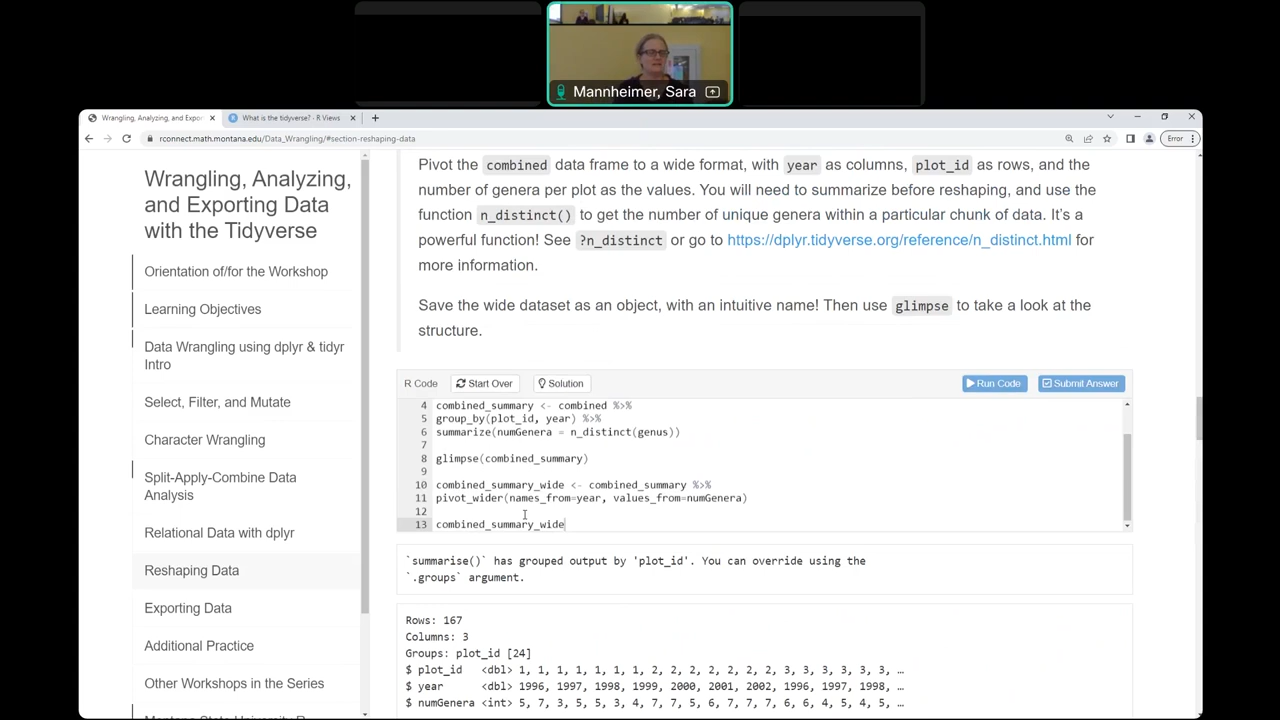 Mannheimer, Sara
Wrangling, Analyzing, and Expor
What is the tidyverse? · R Views
rconnect.math.montana.edu/Data_Wrangling/#section-reshaping-data
Error
Wrangling, Analyzing,
and Exporting Data
with the Tidyverse
Orientation of/for the Workshop
Learning Objectives
Data Wrangling using dplyr & tidyr
Intro
Select, Filter, and Mutate
Character Wrangling
Split-Apply-Combine Data
Analysis
Relational Data with dplyr
Reshaping Data
Exporting Data
Additional Practice
Other Workshops in the Series
Montana State University R
Pivot the combined data frame to a wide format, with year as columns, plot_id as rows, and the
number of genera per plot as the values. You will need to summarize before reshaping, and use the
function n_distinct() to get the number of unique genera within a particular chunk of data. It's a
powerful function! See ?n_distinct or go to https://dplyr.tidyverse.org/reference/n_distinct.html for
more information.
Save the wide dataset as an object, with an intuitive name! Then use glimpse to take a look at the
structure.
R Code Start Over Solution Run Code Submit Answer
4 combined_summary <- combined %>%
5 group_by(plot_id, year) %>%
6 summarize(numGenera = n_distinct(genus))
7
8 glimpse(combined_summary)
9
10 combined_summary_wide <- combined_summary %>%
11 pivot_wider(names_from=year, values_from=numGenera)
12
13 combined_summary_wide
`summarise()` has grouped output by 'plot_id'. You can override using the
`.groups` argument.
Rows: 167
Columns: 3
Groups: plot_id [24]
$ plot_id <dbl> 1, 1, 1, 1, 1, 1, 1, 2, 2, 2, 2, 2, 2, 2, 3, 3, 3, 3, 3, 3, …
$ year <dbl> 1996, 1997, 1998, 1999, 2000, 2001, 2002, 1996, 1997, 1998, …
$ numGenera <int> 5, 7, 3, 5, 5, 3, 4, 7, 7, 5, 6, 7, 7, 7, 6, 6, 4, 5, 4, 5, …